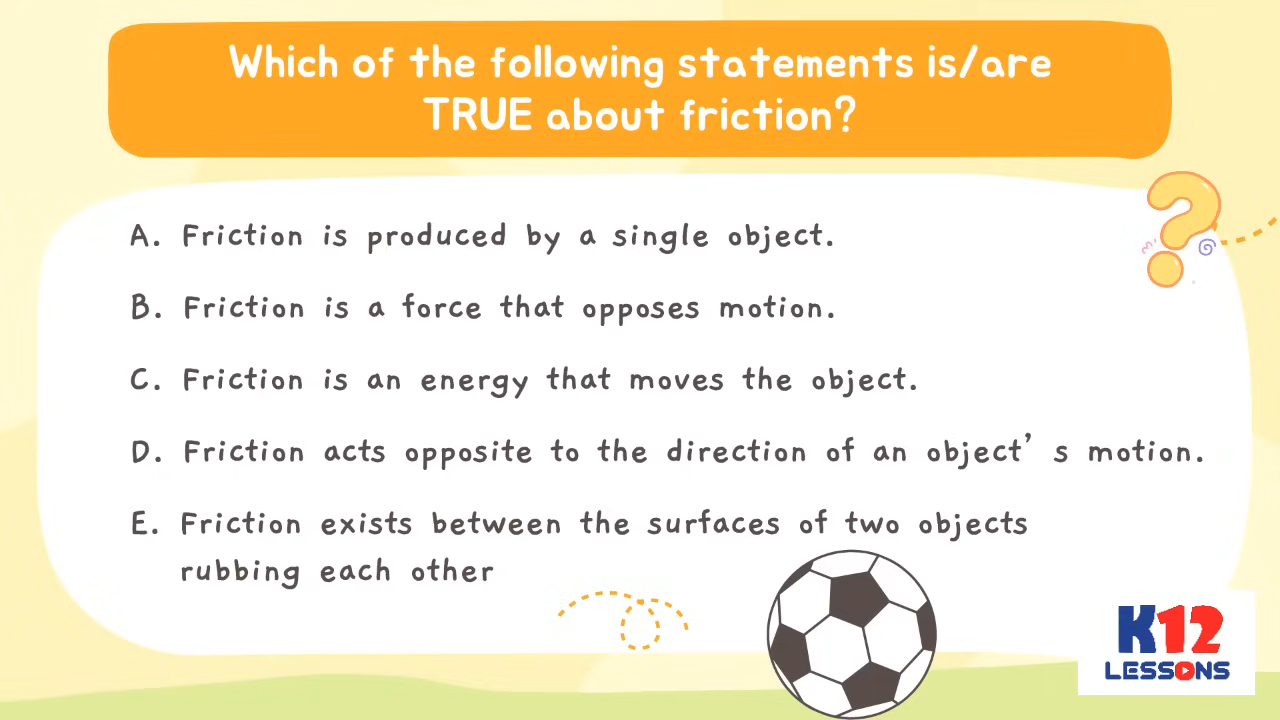 Which of the following statements is/are
TRUE about friction?
A. Friction is produced by a single object.
B. Friction is a force that opposes motion.
C. Friction is an energy that moves the object.
D. Friction acts opposite to the direction of an object’ s motion.
E. Friction exists between the surfaces of two objects
rubbing each other
K12
LESSONS